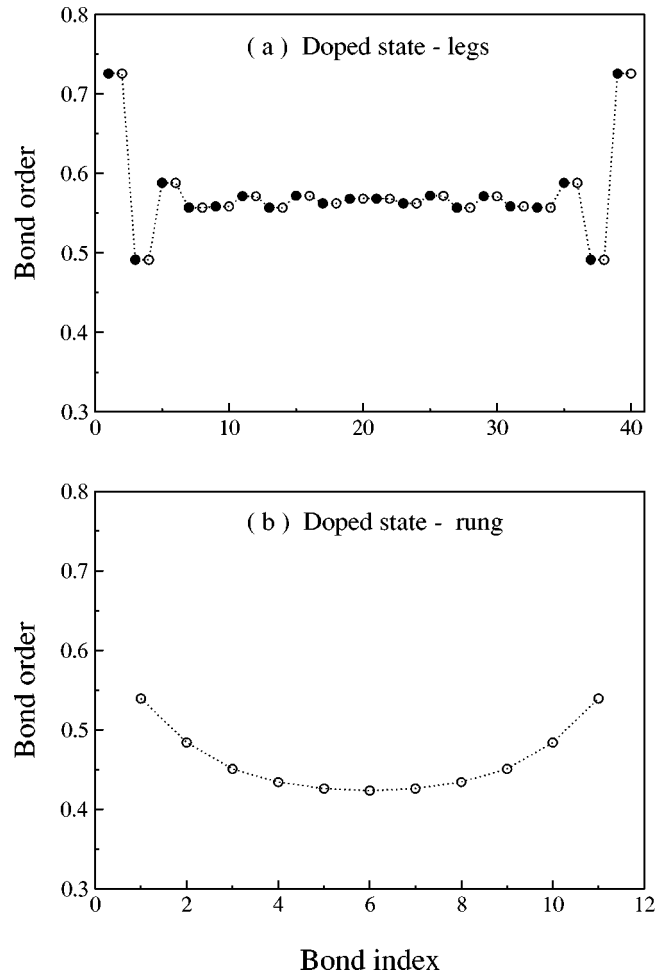 0.8
( a ) Doped state - legs
0.7
0.6
Bond order
0.5
0.4
0.3
0 10 20 30 40
0.8
( b ) Doped state - rung
0.7
0.6
Bond order
0.5
0.4
0.3
0 2 4 6 8 10 12
Bond index